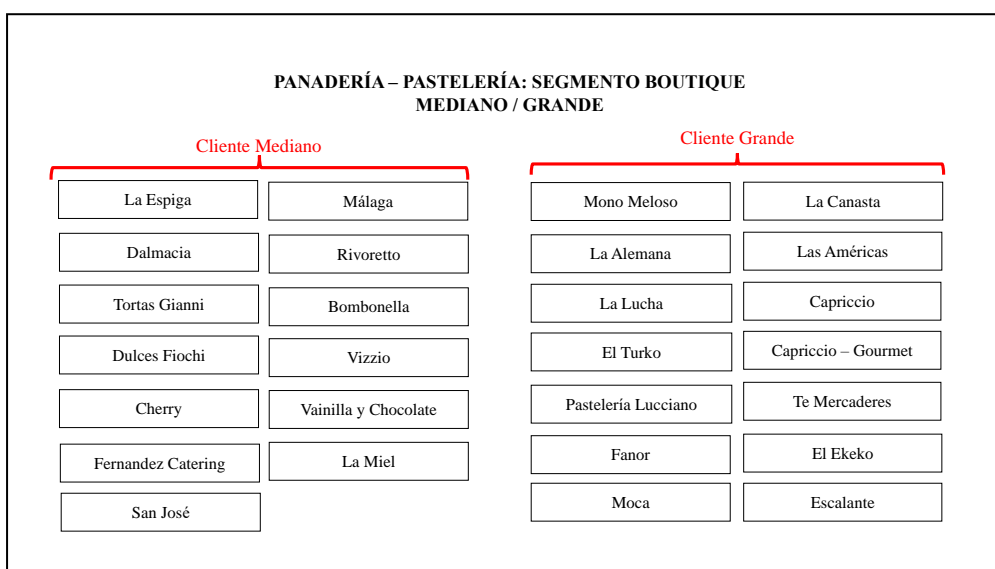 PANADERÍA – PASTELERÍA: SEGMENTO BOUTIQUE
MEDIANO / GRANDE
Cliente Mediano
La Espiga
Málaga
Dalmacia
Rivoretto
Tortas Gianni
Bombonella
Dulces Fiochi
Vizzio
Cherry
Vainilla y Chocolate
Fernandez Catering
La Miel
San José
Cliente Grande
Mono Meloso
La Canasta
La Alemana
Las Américas
La Lucha
Capriccio
El Turko
Capriccio – Gourmet
Pastelería Lucciano
Te Mercaderes
Fanor
El Ekeko
Moca
Escalante